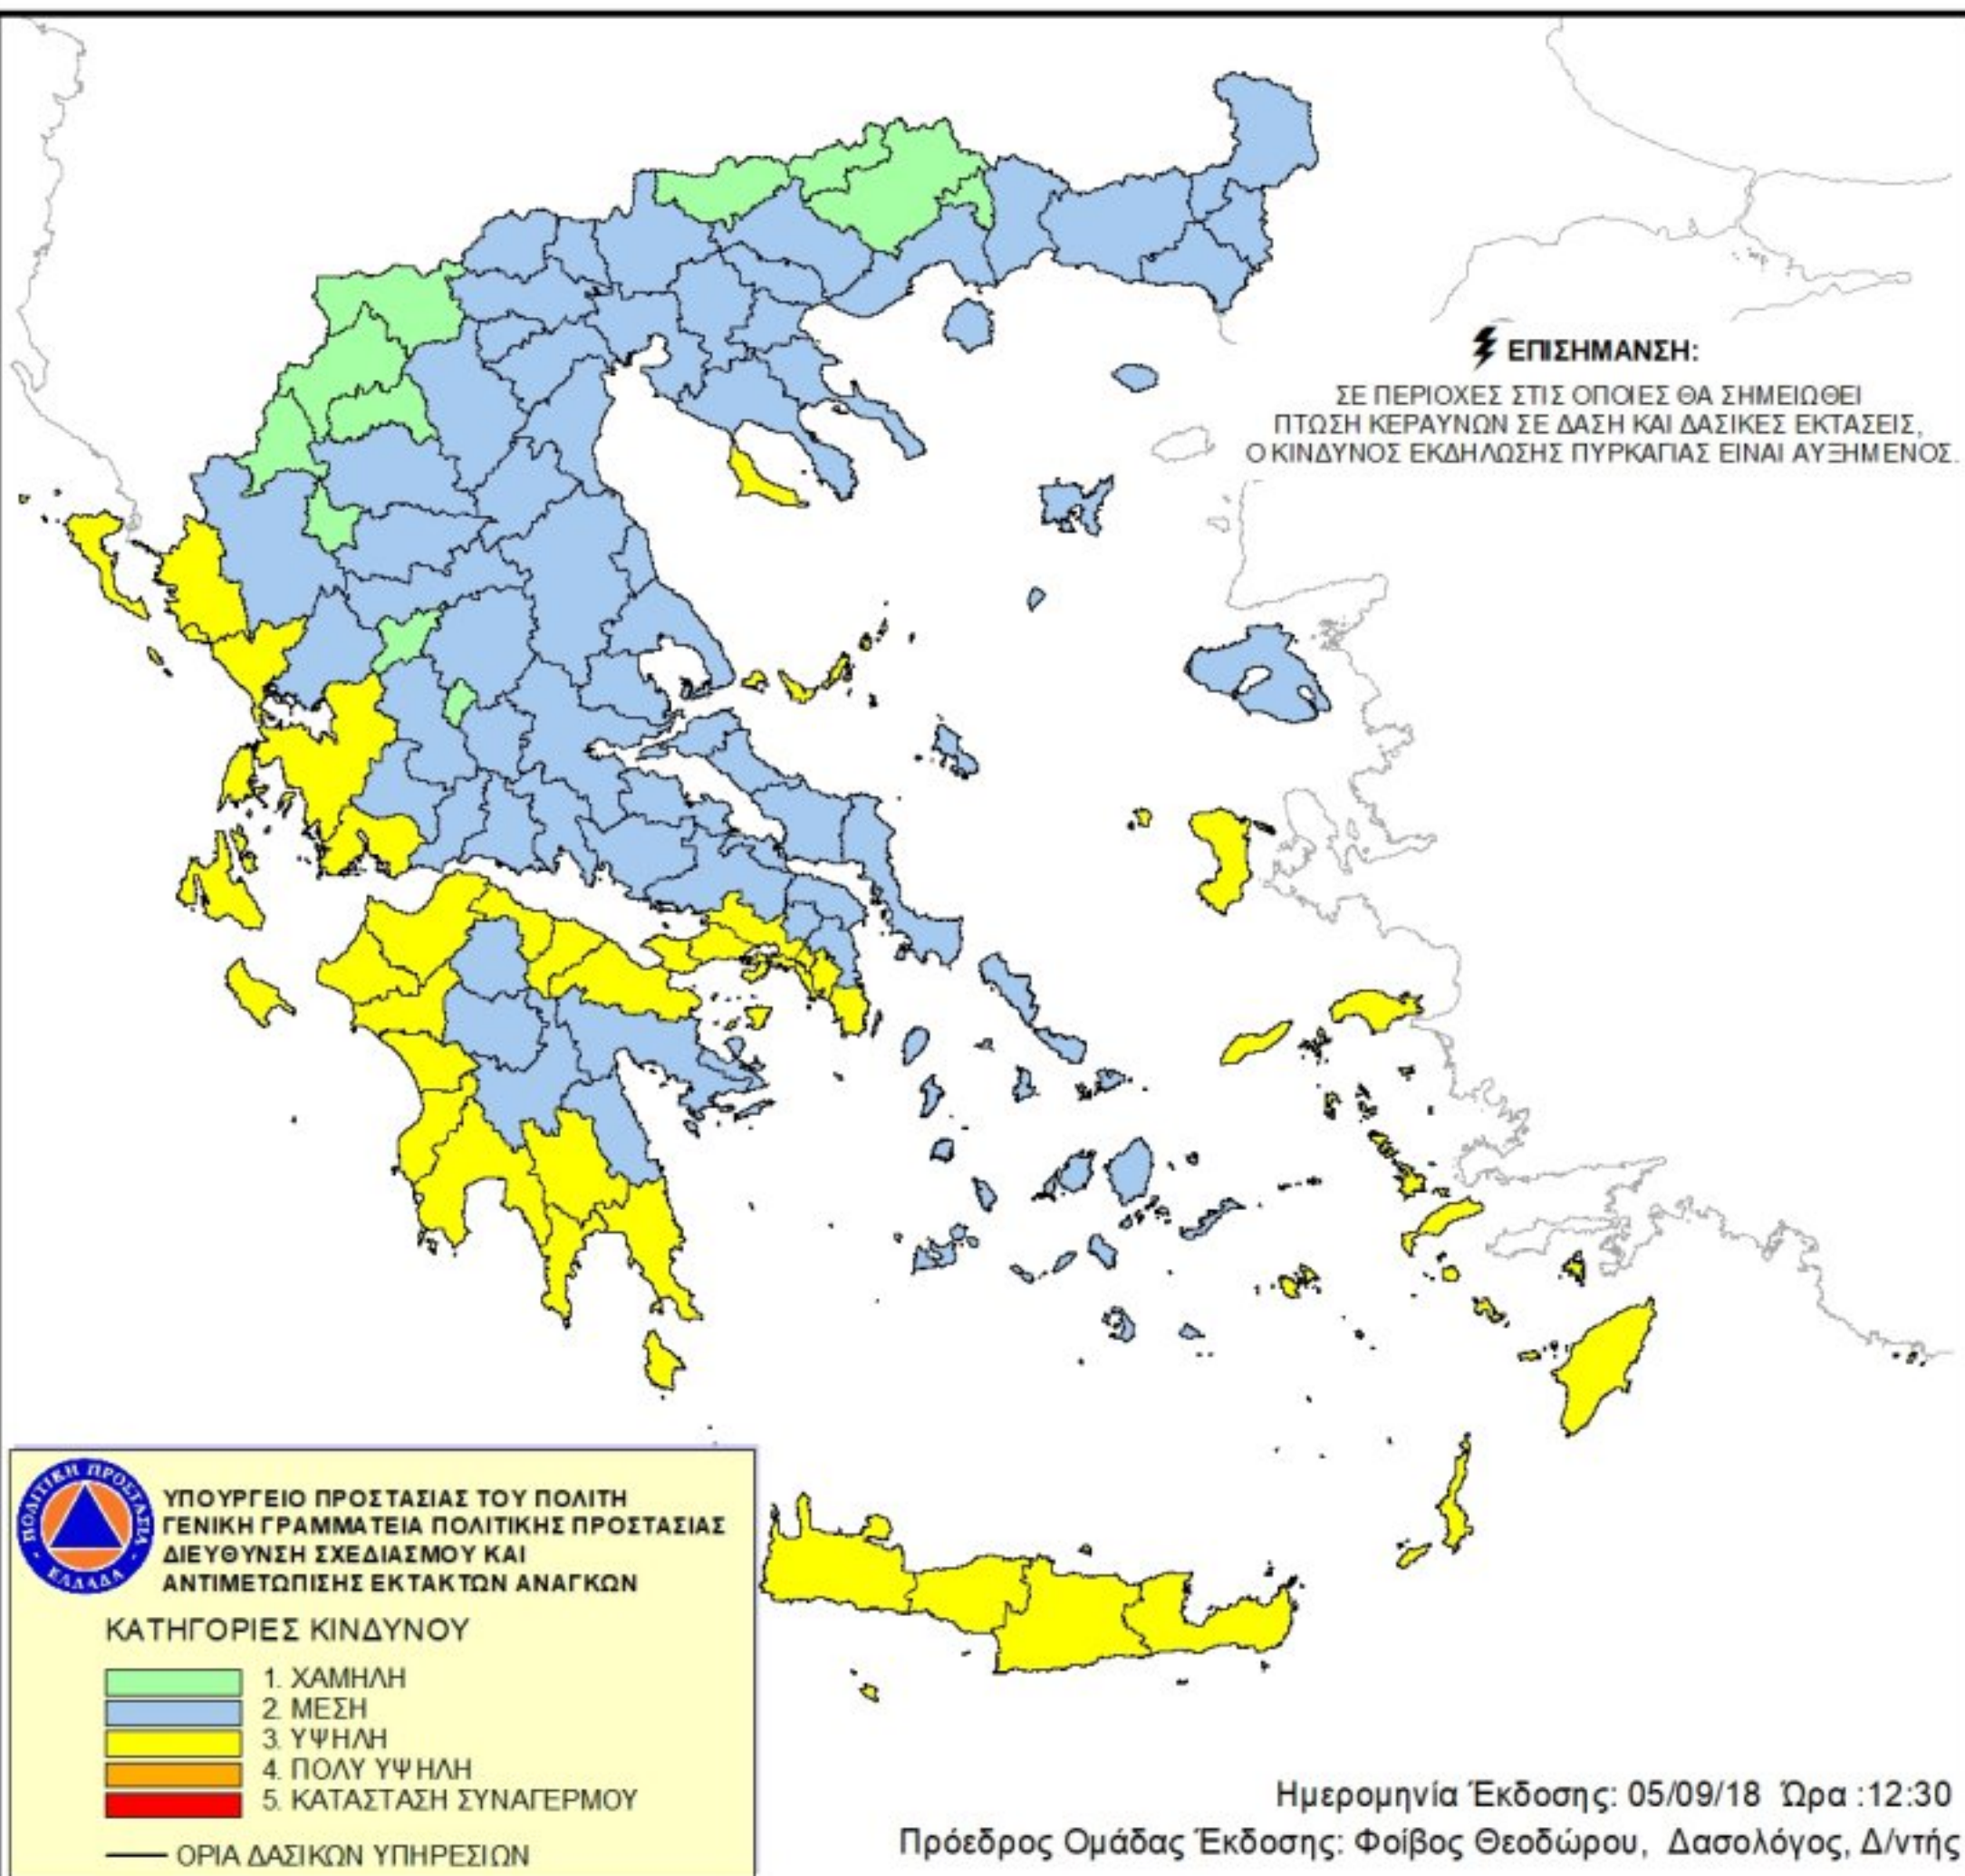 ΕΠΙΣΗΜΑΝΣΗ:
ΣΕ ΠΕΡΙΟΧΕΣ ΣΤΙΣ ΟΠΟΙΕΣ ΘΑ ΣΗΜΕΙΩΘΕΙ
ΠΤΩΣΗ ΚΕΡΑΥΝΩΝ ΣΕ ΔΑΣΗ ΚΑΙ ΔΑΣΙΚΕΣ ΕΚΤΑΣΕΙΣ,
Ο ΚΙΝΔΥΝΟΣ ΕΚΔΗΛΩΣΗΣ ΠΥΡΚΑΓΙΑΣ ΕΙΝΑΙ ΑΥΞΗΜΕΝΟΣ.
ΠΟΛΙΤΙΚΗ ΠΡΟΣΤΑΣΙΑ
ΕΛΛΑΔΑ
ΥΠΟΥΡΓΕΙΟ ΠΡΟΣΤΑΣΙΑΣ ΤΟΥ ΠΟΛΙΤΗ
ΓΕΝΙΚΗ ΓΡΑΜΜΑΤΕΙΑ ΠΟΛΙΤΙΚΗΣ ΠΡΟΣΤΑΣΙΑΣ
ΔΙΕΥΘΥΝΣΗ ΣΧΕΔΙΑΣΜΟΥ ΚΑΙ
ΑΝΤΙΜΕΤΩΠΙΣΗΣ ΕΚΤΑΚΤΩΝ ΑΝΑΓΚΩΝ
ΚΑΤΗΓΟΡΙΕΣ ΚΙΝΔΥΝΟΥ
1. ΧΑΜΗΛΗ
2. ΜΕΣΗ
3. ΥΨΗΛΗ
4. ΠΟΛΥ ΥΨΗΛΗ
5. ΚΑΤΑΣΤΑΣΗ ΣΥΝΑΓΕΡΜΟΥ
ΟΡΙΑ ΔΑΣΙΚΩΝ ΥΠΗΡΕΣΙΩΝ
Ημερομηνία Έκδοσης: 05/09/18 Ώρα :12:30
Πρόεδρος Ομάδας Έκδοσης: Φοίβος Θεοδώρου, Δασολόγος, Δ/ντής